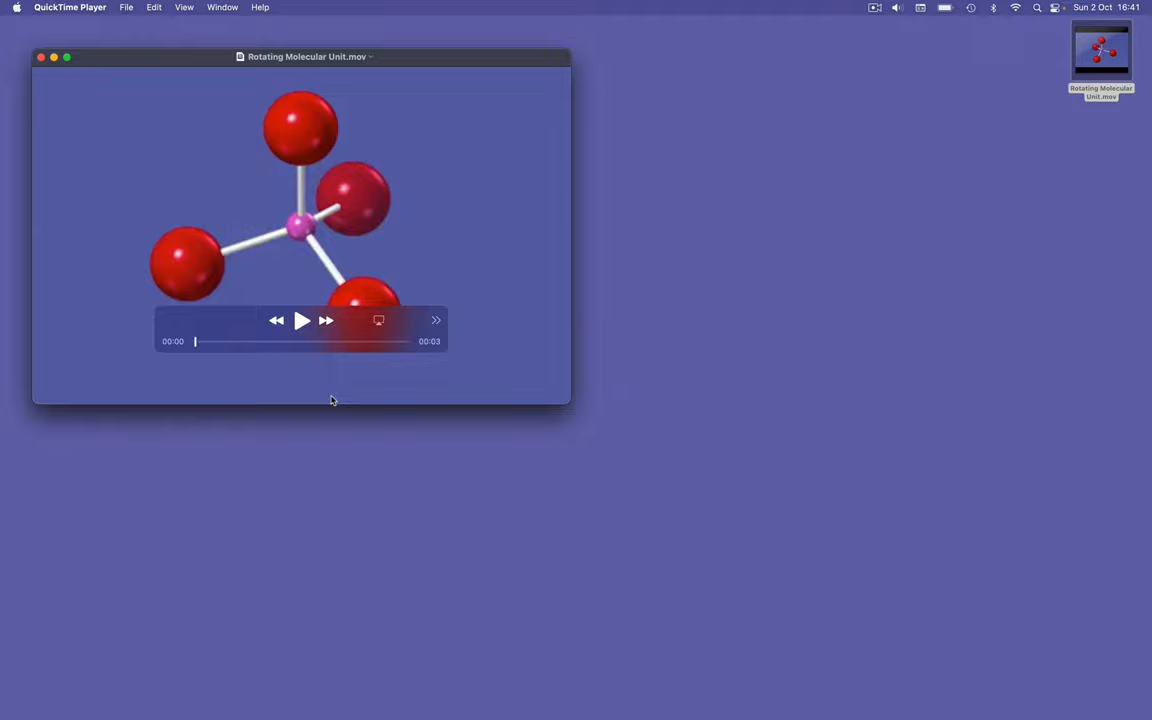 QuickTime Player File Edit View Window Help Sun 2 Oct 16:41
Rotating Molecular Unit.mov
Rotating Molecular
Unit.mov
00:00 00:03